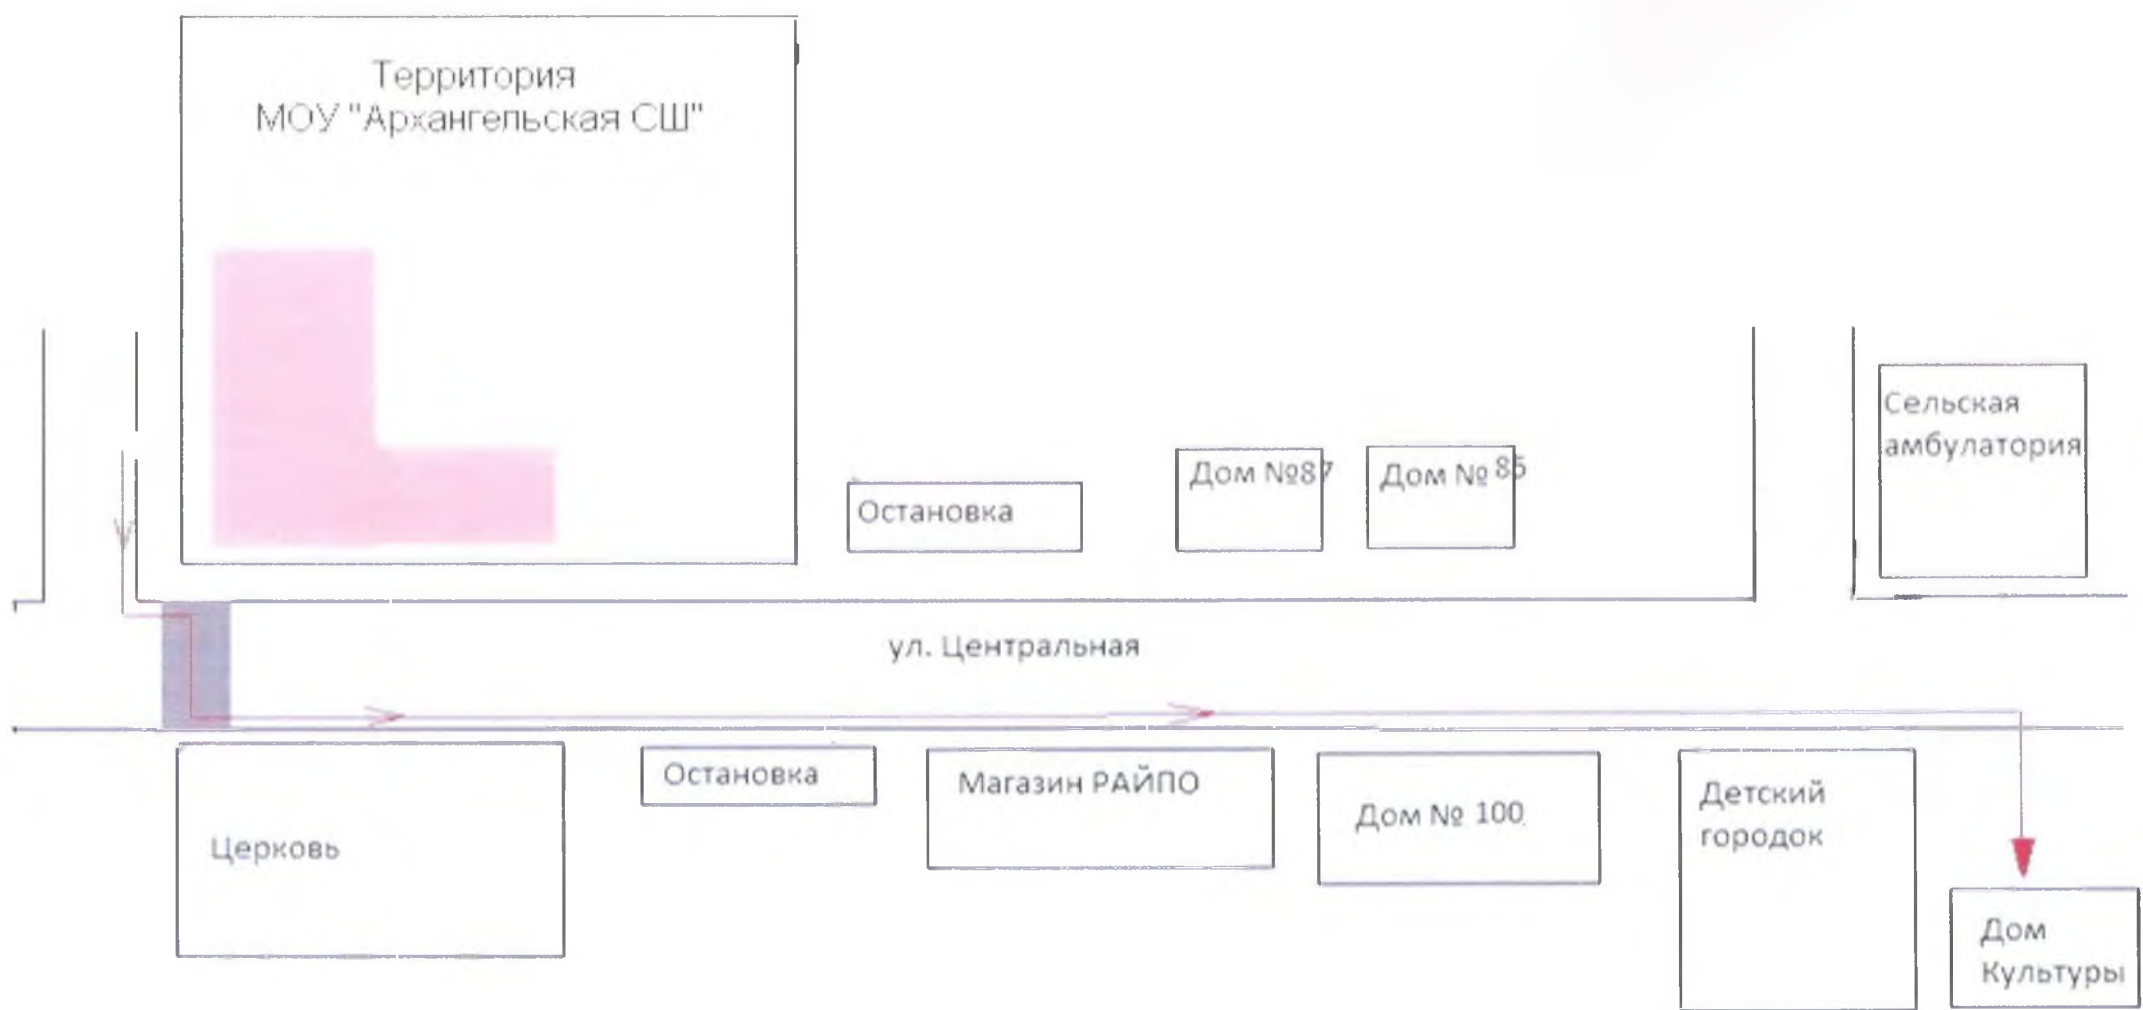 Территория
МОУ "Архангельская СШ"
Сельская
амбулатория
Дом №87
Дом № 85
Остановка
ул. Центральная
Остановка
Магазин РАЙПО
Дом № 100
Детский
городок
Церковь
Дом
Культуры